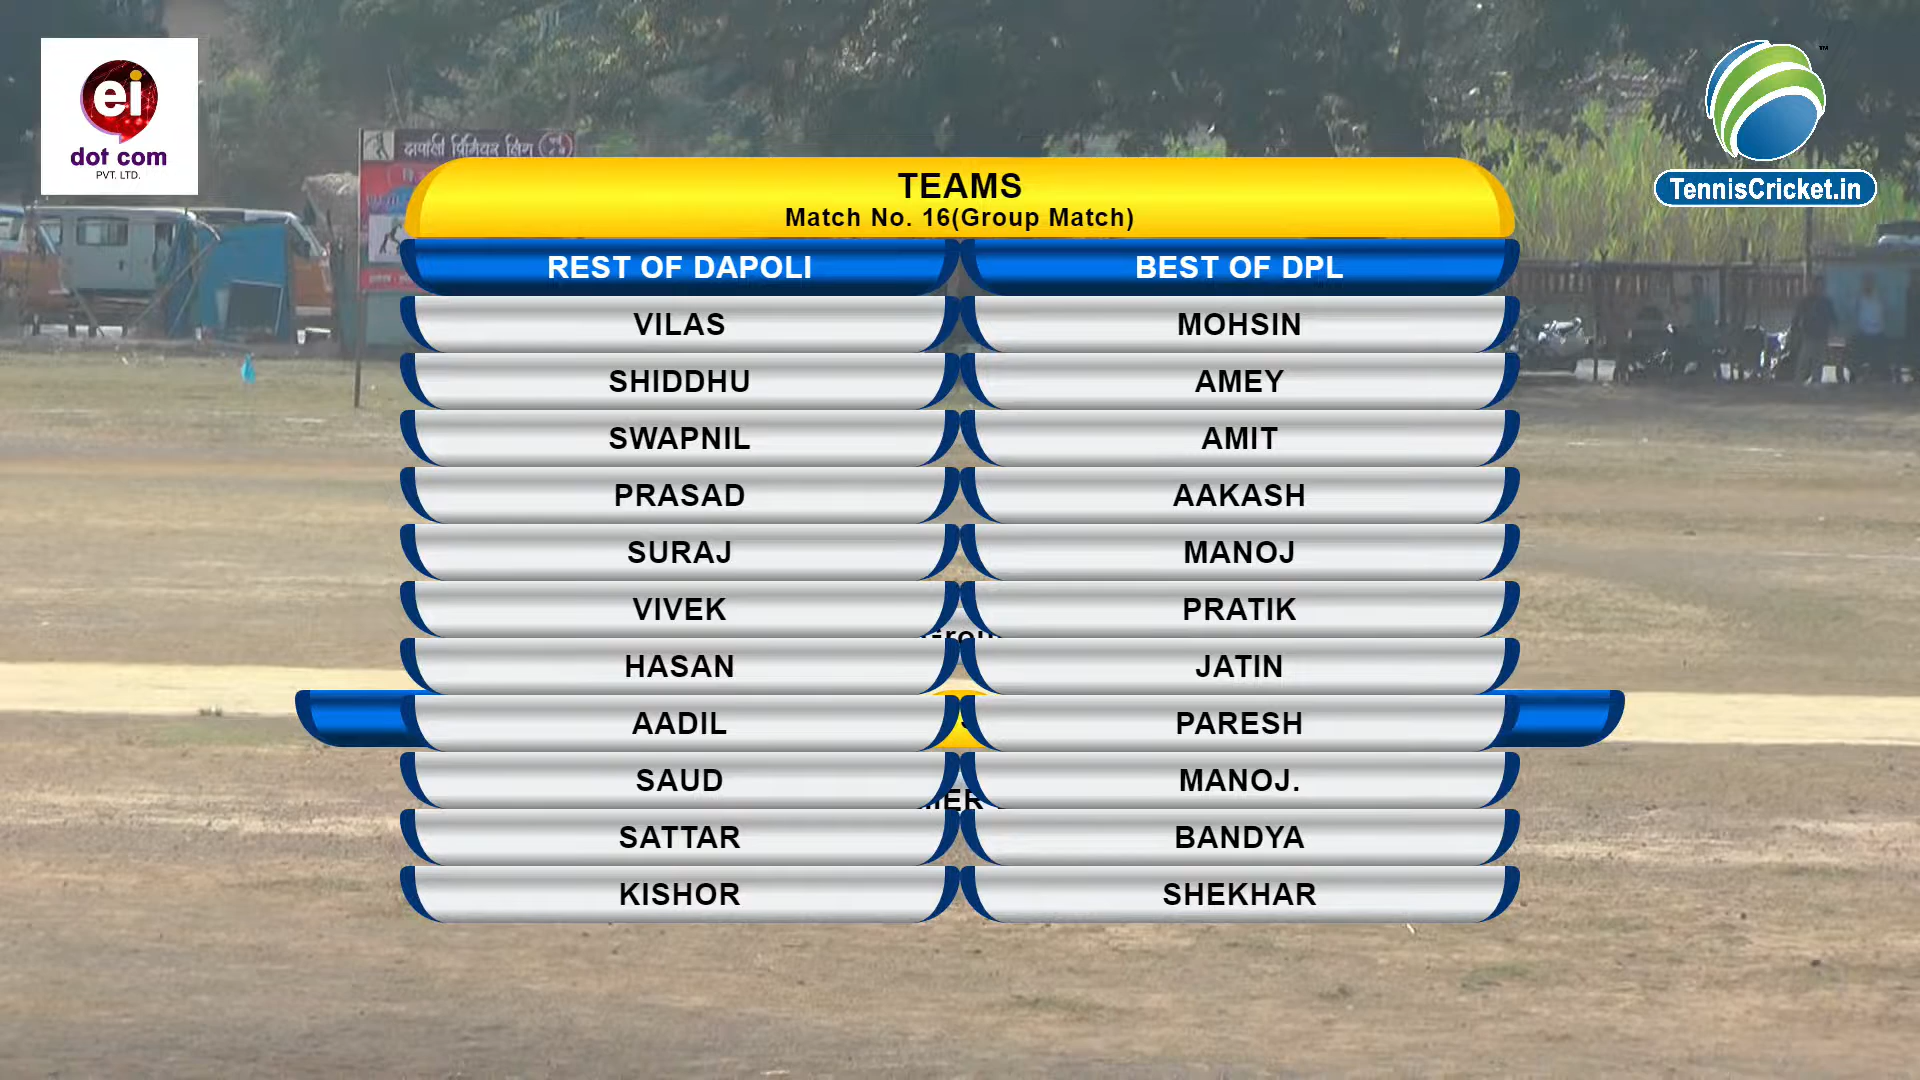 ei
dot com
PVT. LTD.
TM
TennisCricket.in
दापोली प्रिमियर लिग
TEAMS
Match No. 16(Group Match)
REST OF DAPOLI
BEST OF DPL
VILAS
MOHSIN
SHIDDHU
AMEY
SWAPNIL
AMIT
PRASAD
AAKASH
SURAJ
MANOJ
VIVEK
PRATIK
HASAN
JATIN
AADIL
PARESH
SAUD
MANOJ.
SATTAR
BANDYA
KISHOR
SHEKHAR